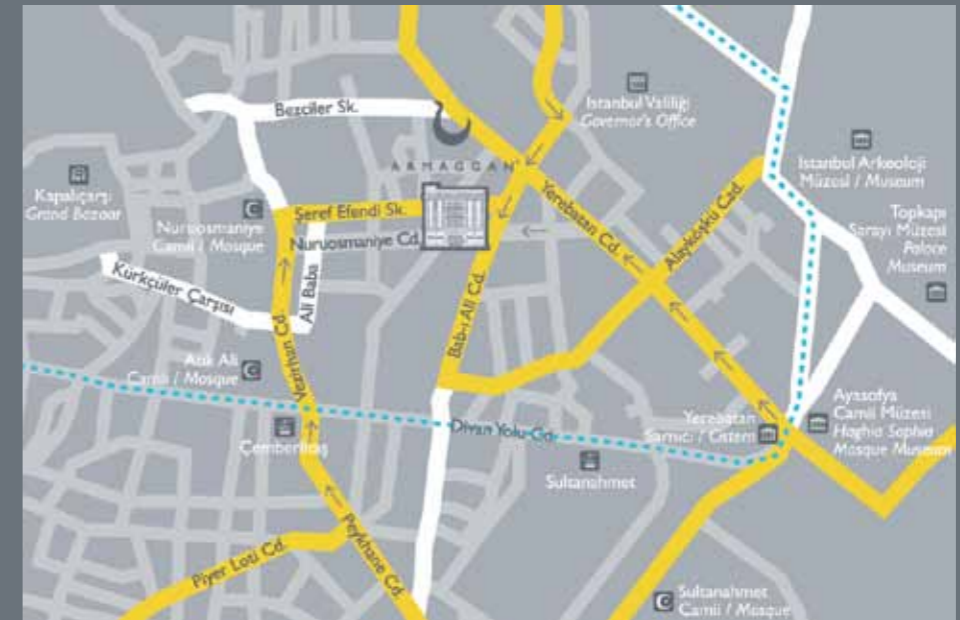 Bezciler Sk.
İstanbul Valiliği
Governor's Office
ARMAGGAN
İstanbul Arkeoloji
Müzesi / Museum
Kapalıçarşı
Grand Bazaar
Yerebatan Cd.
Alayköşkü Cad.
Topkapı
Sarayı Müzesi
Palace
Museum
Şeref Efendi Sk.
Nuruosmaniye
Camii / Mosque
Nuruosmaniye Cd.
Kürkçüler Çarşısı
Ali Baba
Vezirhan Cd.
Bab-ı Ali Cd.
Atik Ali
Camii / Mosque
Ayasofya
Camii Müzesi
Haghia Sophia
Mosque Museum
Yerebatan
Sarnıcı / Cistern
Divan Yolu Cd.
Çemberlitaş
Sultanahmet
Peykhane Cd.
Piyer Loti Cd.
Sultanahmet
Camii / Mosque